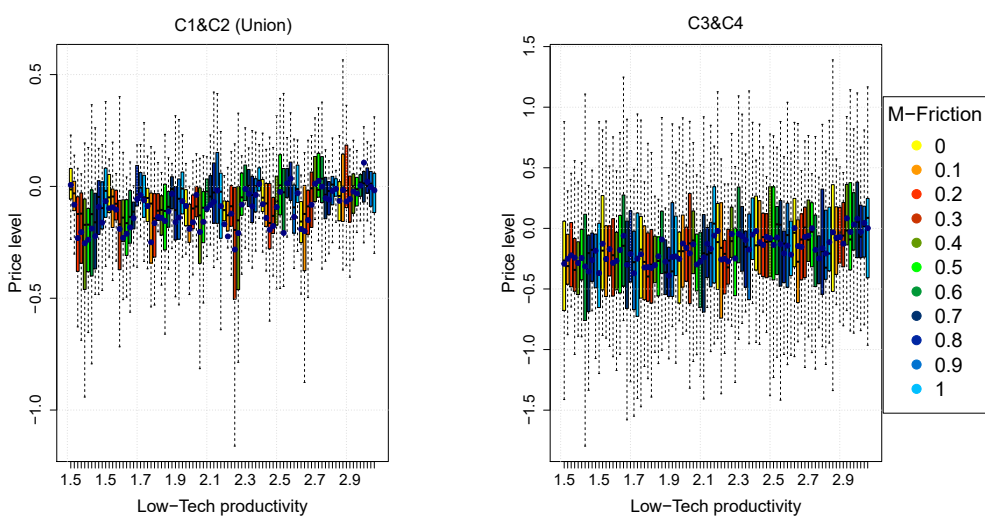 C1&C2 (Union)
Price level
0.5
0.0
−0.5
−1.0
1.5 1.5 1.7 1.9 2.1 2.1 2.5 2.7 2.9
Low−Tech productivity
C3&C4
Price level
1.5
1.0
0.5
0.0
−0.5
−1.0
−1.5
1.5 1.5 1.7 1.9 2.1 2.1 2.5 2.7 2.9
Low−Tech productivity
M−Friction
0
0.1
0.2
0.3
0.4
0.5
0.6
0.7
0.8
0.9
1